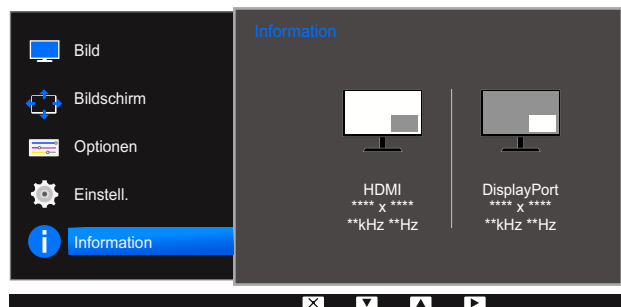 Bild
Bildschirm
Optionen
Einstell.
Information
Information
HDMI
**** x ****
**kHz **Hz
DisplayPort
**** x ****
**kHz **Hz